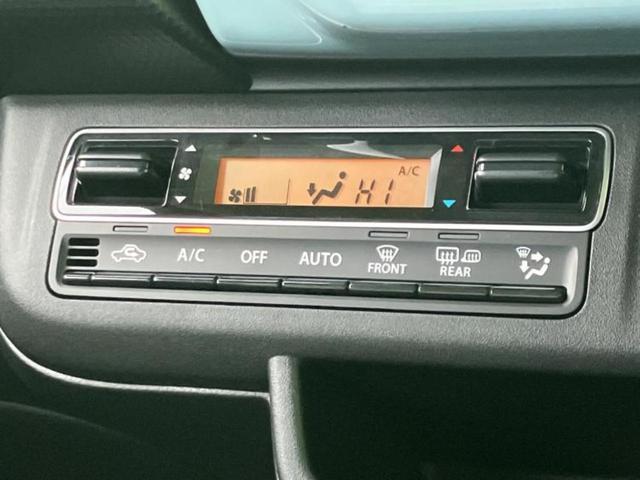 A/C
HI
A/C OFF AUTO FRONT REAR